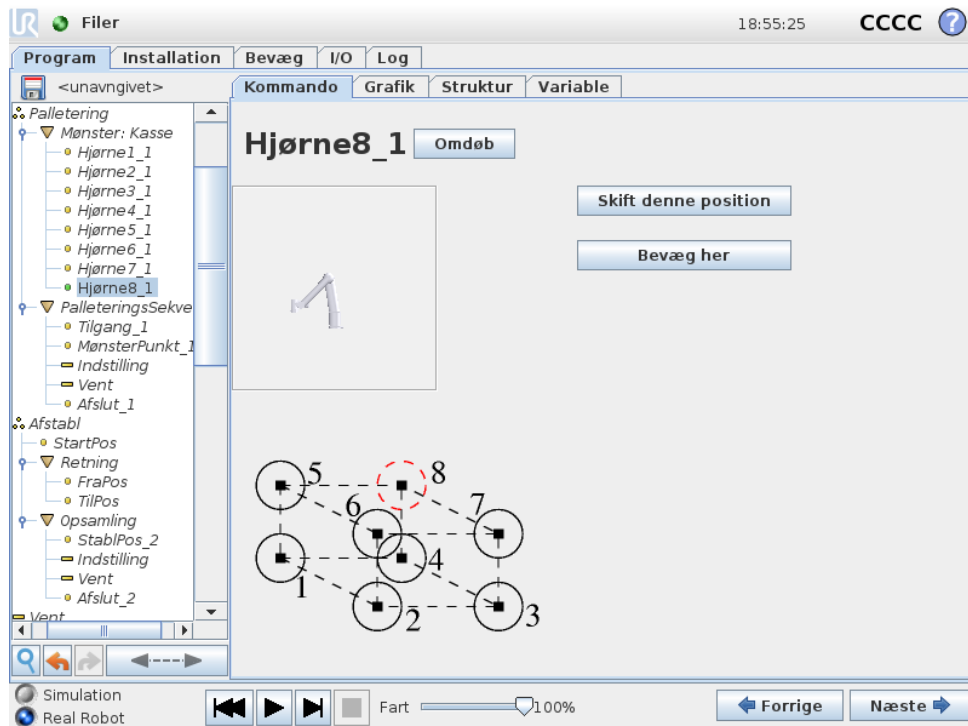 UR Filer 18:55:25 CCCC ?
Program Installation Bevæg I/O Log
<unavngivet> Kommando Grafik Struktur Variable
Palletering
Mønster: Kasse
Hjørne1_1
Hjørne2_1
Hjørne3_1
Hjørne4_1
Hjørne5_1
Hjørne6_1
Hjørne7_1
Hjørne8_1
PalleteringsSekve
Tilgang_1
MønsterPunkt_1
Indstilling
Vent
Afslut_1
Afstabl
StartPos
Retning
FraPos
TilPos
Opsamling
StablPos_2
Indstilling
Vent
Afslut_2
Vent
Hjørne8_1 Omdøb
Skift denne position
Bevæg her
5 8
6 7
4
1
2 3
Simulation
Real Robot
Fart 100%
Forrige Næste